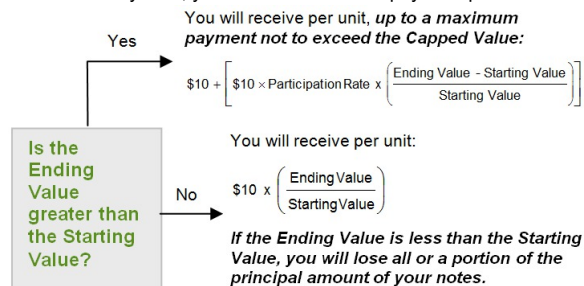 You will receive per unit, up to a maximum
payment not to exceed the Capped Value:
Yes
$10 + [ $10 × Participation Rate x ( Ending Value - Starting Value / Starting Value ) ]
Is the
Ending
Value
greater than
the Starting
Value?
No
You will receive per unit:
$10 x ( Ending Value / Starting Value )
If the Ending Value is less than the Starting
Value, you will lose all or a portion of the
principal amount of your notes.